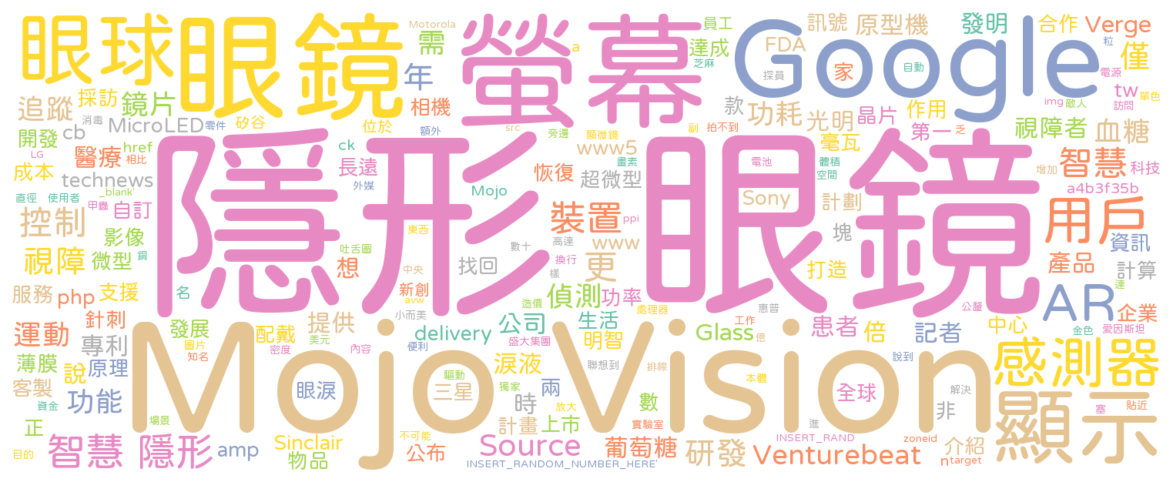 眼球 眼鏡 螢幕 Google
隱形 眼鏡
Mojo Vision
顯示
感測器
AR
用戶
智慧
智慧 隱形
Source
Venturebeat
研發
葡萄糖
裝置
更
控制
視障
運動
功能
追蹤
醫療
MicroLED
technews
成本
自訂
影像
微型
服務
php
支援
針刺
專利
發展
薄膜
說
原理
客製
正
開發
cb
href
採訪
鏡片
需
年
相機
矽谷
位於
零件
消毒
Motorola
LG
相比
_blank
直徑
使用者
甲蟲
外媒
ck
長遠
想
吐舌圖
新創
中央
東西
小而美
avw
找回
數十
高達
換行
樣
恢復
Mojo
超微型
www5
www
Sony
偵測
功率
造價
公司
生活
盛大集團
明智
delivery
淚液
配戴
提供
名
美元
便利
內容
密度
圖片
知名
場景
資金
目的
眼淚
三星
驅動
獨家
放大
時
兩
計畫
上市
數
聯想到
排線
實驗室
amp
Sinclair
物品
不可能
公布
INSERT_RANDOM_NUMBER_HERE'
INSERT_RAND
zoneid
target
n
介紹
貼近
塞
解決
非
全球
本體
倍
患者
記者
說到
中心
金色
愛因斯坦
企業
Glass
工作
億
惠普
處理器
公釐
打造
計算
產品
資訊
達
塊
計劃
a4b3f35b
科技
增加
視障者
血糖
第一
作用
晶片
毫瓦
光明
功耗
款
電池
體積
空間
畫素
顯微鏡
旁邊
src
額外
副
拍不到
ppi
乏
員工
達成
芝麻
a
FDA
探員
訊號
原型機
家
自動
發明
粒
合作
Verge
僅
電源
tw
訪問
單色
敵人
img